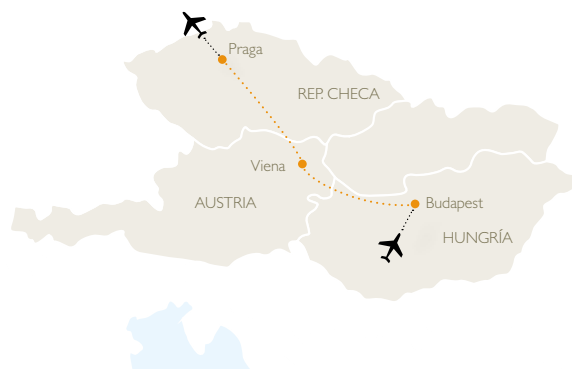 Praga
REP. CHECA
Viena
AUSTRIA
Budapest
HUNGRÍA